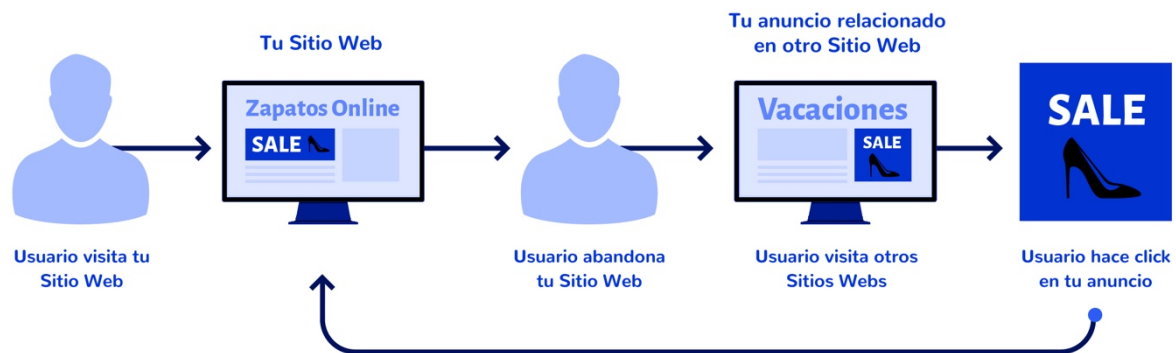 Tu Sitio Web
Tu anuncio relacionado
en otro Sitio Web
Zapatos Online
SALE
Vacaciones
SALE
SALE
Usuario visita tu
Sitio Web
Usuario abandona
tu Sitio Web
Usuario visita otros
Sitios Webs
Usuario hace click
en tu anuncio